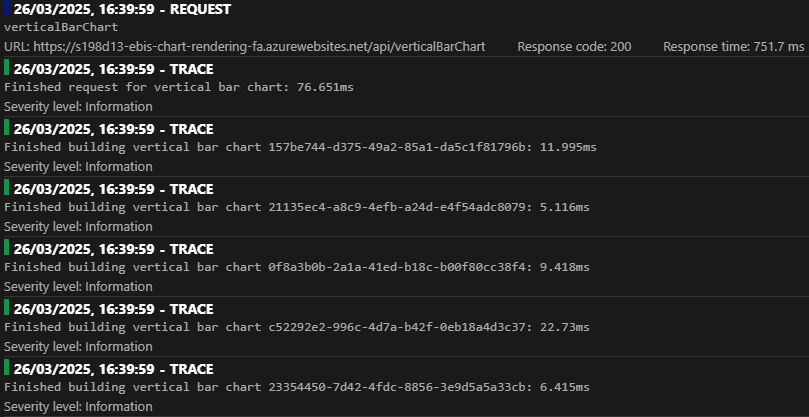 26/03/2025, 16:39:59 - REQUEST
verticalBarChart
URL: https://s198d13-ebis-chart-rendering-fa.azurewebsites.net/api/verticalBarChart Response code: 200 Response time: 751.7 ms
26/03/2025, 16:39:59 - TRACE
Finished request for vertical bar chart: 76.651ms
Severity level: Information
26/03/2025, 16:39:59 - TRACE
Finished building vertical bar chart 157be744-d375-49a2-85a1-da5c1f81796b: 11.995ms
Severity level: Information
26/03/2025, 16:39:59 - TRACE
Finished building vertical bar chart 21135ec4-a8c9-4efb-a24d-e4f54adc8079: 5.116ms
Severity level: Information
26/03/2025, 16:39:59 - TRACE
Finished building vertical bar chart 0f8a3b0b-2a1a-41ed-b18c-b00f80cc38f4: 9.418ms
Severity level: Information
26/03/2025, 16:39:59 - TRACE
Finished building vertical bar chart c52292e2-996c-4d7a-b42f-0eb18a4d3c37: 22.73ms
Severity level: Information
26/03/2025, 16:39:59 - TRACE
Finished building vertical bar chart 23354450-7d42-4fdc-8856-3e9d5a5a33cb: 6.415ms
Severity level: Information